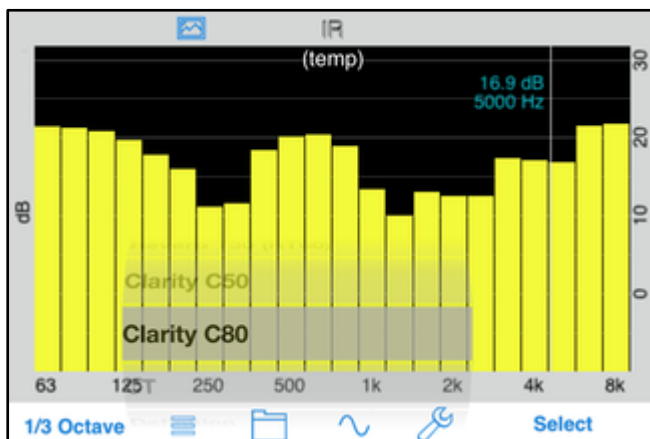 IR
(temp)
16.9 dB
5000 Hz
30
20
10
0
dB
Clarity C50
Clarity C80
63 125 250 500 1k 2k 4k 8k
1/3 Octave Select